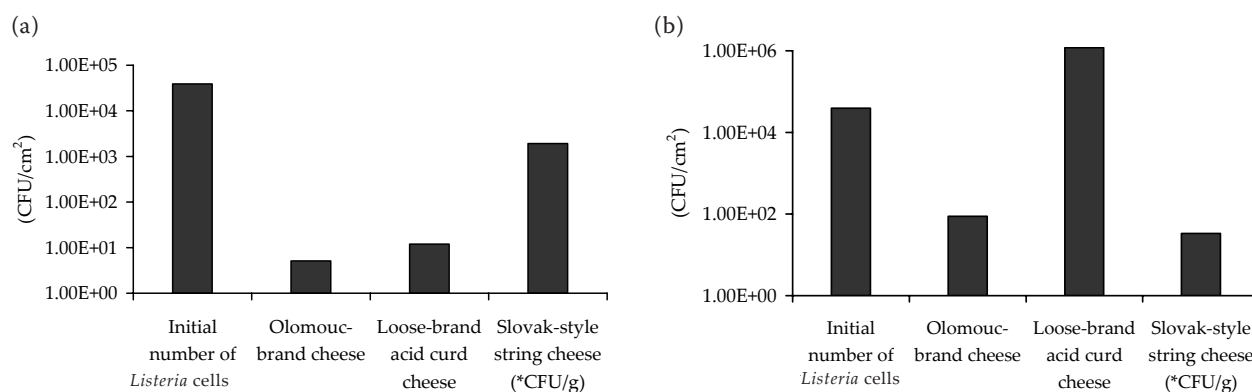 (a)
(CFU/cm²)
1.00E+05
1.00E+04
1.00E+03
1.00E+02
1.00E+01
1.00E+00
Initial
number of
Listeria cells
Olomouc-
brand cheese
Loose-brand
acid curd
cheese
Slovak-style
string cheese
(*CFU/g)
(b)
(CFU/cm²)
1.00E+06
1.00E+04
1.00E+02
1.00E+00
Initial
number of
Listeria cells
Olomouc-
brand cheese
Loose-brand
acid curd
cheese
Slovak-style
string cheese
(*CFU/g)